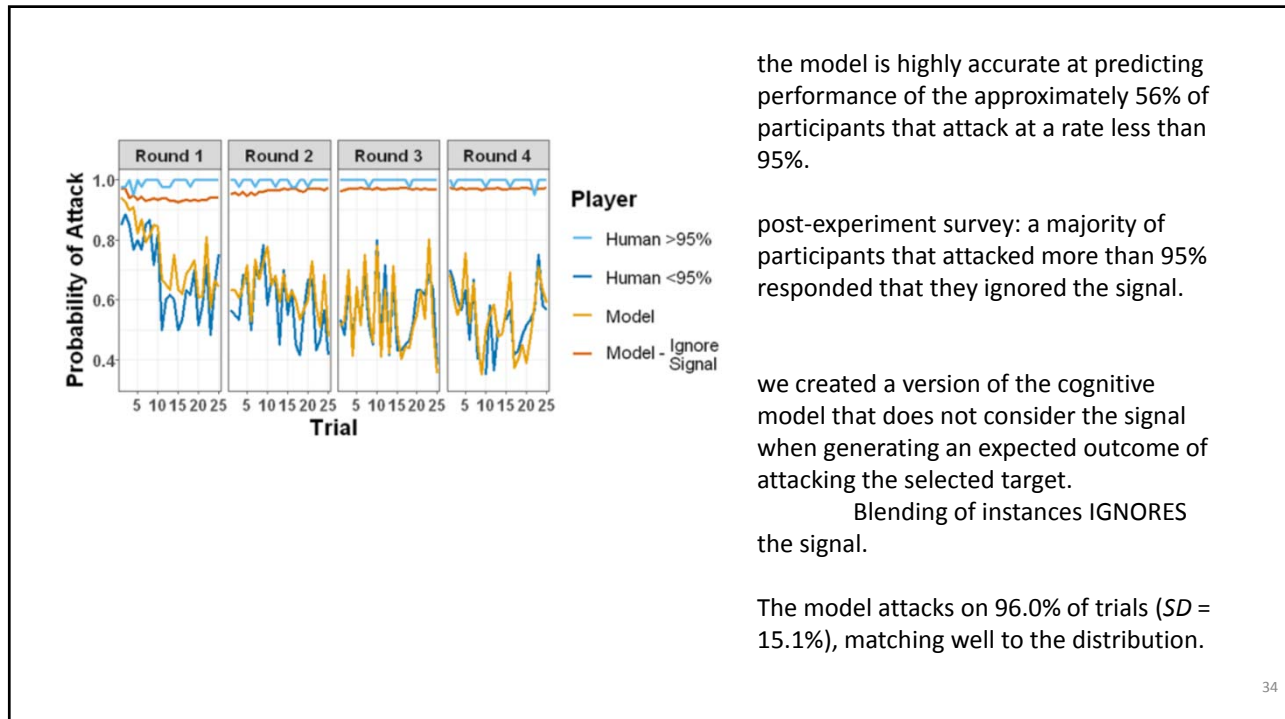 Round 1 Round 2 Round 3 Round 4
Probability of Attack
1.0
0.8
0.6
0.4
5 10 15 20 25 5 10 15 20 25 5 10 15 20 25 5 10 15 20 25
Trial
Player
Human >95%
Human <95%
Model
Model - Ignore
Signal
the model is highly accurate at predicting
performance of the approximately 56% of
participants that attack at a rate less than
95%.
post-experiment survey: a majority of
participants that attacked more than 95%
responded that they ignored the signal.
we created a version of the cognitive
model that does not consider the signal
when generating an expected outcome of
attacking the selected target.
Blending of instances IGNORES
the signal.
The model attacks on 96.0% of trials (SD =
15.1%), matching well to the distribution.
34